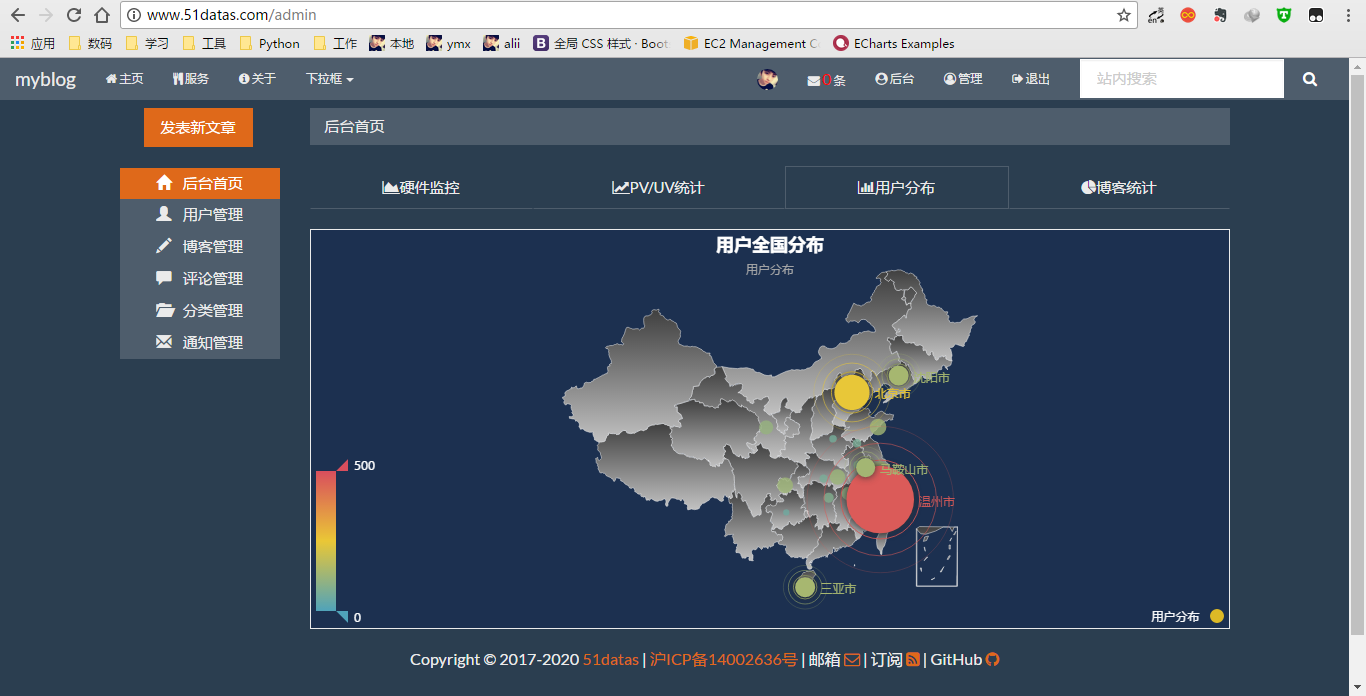 www.51datas.com/admin
应用 数码 学习 工具 Python 工作 本地 ymx alii 全局 CSS 样式 · Boot EC2 Management C ECharts Examples
myblog 主页 服务 关于 下拉框 0条 后台 管理 退出 站内搜索
发表新文章
后台首页
后台首页
用户管理
博客管理
评论管理
分类管理
通知管理
硬件监控 PV/UV统计 用户分布 博客统计
用户全国分布
用户分布
沈阳市
北京市
马鞍山市
温州市
三亚市
500
0
用户分布
Copyright © 2017-2020 51datas | 沪ICP备14002636号 | 邮箱 | 订阅 | GitHub